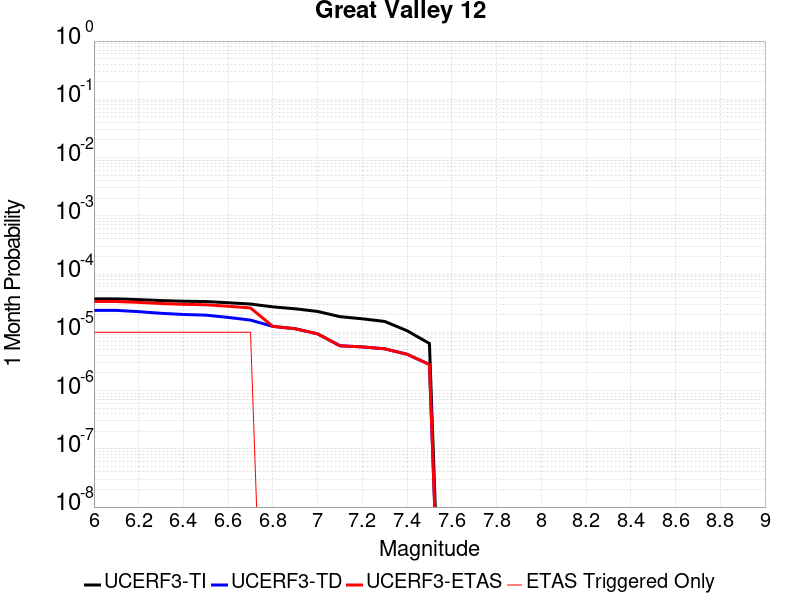 Great Valley 12
10^0
10^-1
10^-2
10^-3
10^-4
10^-5
10^-6
10^-7
10^-8
1 Month Probability
6 6.2 6.4 6.6 6.8 7 7.2 7.4 7.6 7.8 8 8.2 8.4 8.6 8.8 9
Magnitude
UCERF3-TI UCERF3-TD UCERF3-ETAS ETAS Triggered Only